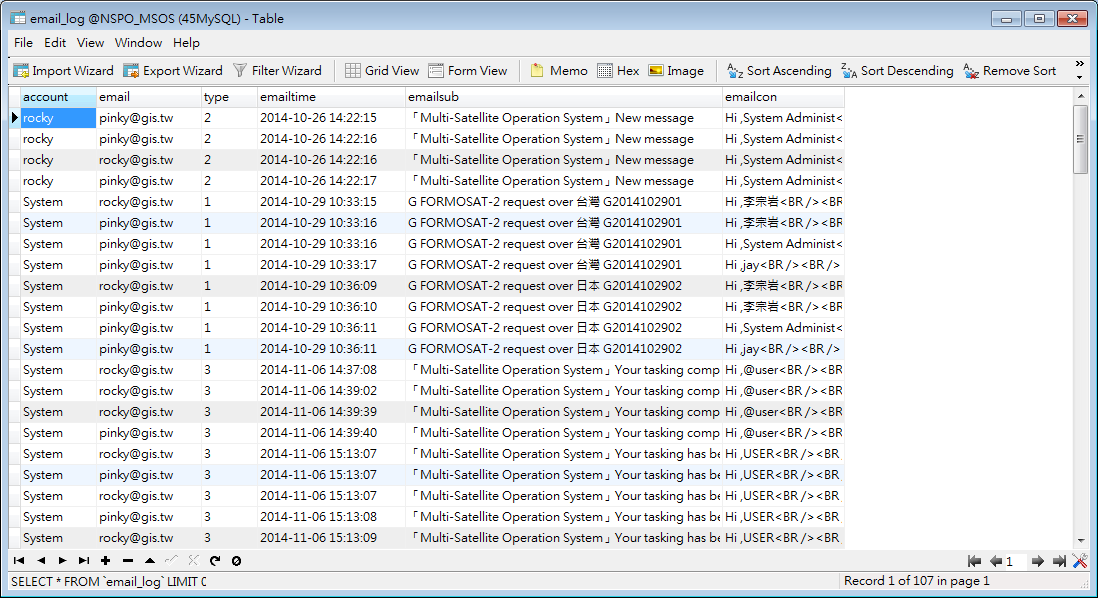 email_log @NSPO_MSOS (45MySQL) - Table
File Edit View Window Help
Import Wizard Export Wizard Filter Wizard Grid View Form View Memo Hex Image Sort Ascending Sort Descending Remove Sort
account email type emailtime emailsub emailcon
rocky pinky@gis.tw 2 2014-10-26 14:22:15 「Multi-Satellite Operation System」New message Hi ,System Administ<
rocky pinky@gis.tw 2 2014-10-26 14:22:16 「Multi-Satellite Operation System」New message Hi ,System Administ<
rocky rocky@gis.tw 2 2014-10-26 14:22:16 「Multi-Satellite Operation System」New message Hi ,System Administ<
rocky pinky@gis.tw 2 2014-10-26 14:22:17 「Multi-Satellite Operation System」New message Hi ,System Administ<
System rocky@gis.tw 1 2014-10-29 10:33:15 G FORMOSAT-2 request over 台灣 G2014102901 Hi ,李宗岩<BR /><BR
System pinky@gis.tw 1 2014-10-29 10:33:16 G FORMOSAT-2 request over 台灣 G2014102901 Hi ,李宗岩<BR /><BR
System pinky@gis.tw 1 2014-10-29 10:33:16 G FORMOSAT-2 request over 台灣 G2014102901 Hi ,System Administ<
System pinky@gis.tw 1 2014-10-29 10:33:17 G FORMOSAT-2 request over 台灣 G2014102901 Hi ,jay<BR /><BR />
System rocky@gis.tw 1 2014-10-29 10:36:09 G FORMOSAT-2 request over 日本 G2014102902 Hi ,李宗岩<BR /><BR
System pinky@gis.tw 1 2014-10-29 10:36:10 G FORMOSAT-2 request over 日本 G2014102902 Hi ,李宗岩<BR /><BR
System pinky@gis.tw 1 2014-10-29 10:36:11 G FORMOSAT-2 request over 日本 G2014102902 Hi ,System Administ<
System pinky@gis.tw 1 2014-10-29 10:36:11 G FORMOSAT-2 request over 日本 G2014102902 Hi ,jay<BR /><BR />
System rocky@gis.tw 3 2014-11-06 14:37:08 「Multi-Satellite Operation System」Your tasking comp Hi ,@user<BR /><BR
System pinky@gis.tw 3 2014-11-06 14:39:02 「Multi-Satellite Operation System」Your tasking comp Hi ,@user<BR /><BR
System rocky@gis.tw 3 2014-11-06 14:39:39 「Multi-Satellite Operation System」Your tasking comp Hi ,@user<BR /><BR
System pinky@gis.tw 3 2014-11-06 14:39:40 「Multi-Satellite Operation System」Your tasking comp Hi ,@user<BR /><BR
System rocky@gis.tw 3 2014-11-06 15:13:07 「Multi-Satellite Operation System」Your tasking has be Hi ,USER<BR /><BR
System pinky@gis.tw 3 2014-11-06 15:13:07 「Multi-Satellite Operation System」Your tasking has be Hi ,USER<BR /><BR
System rocky@gis.tw 3 2014-11-06 15:13:07 「Multi-Satellite Operation System」Your tasking has be Hi ,USER<BR /><BR
System pinky@gis.tw 3 2014-11-06 15:13:08 「Multi-Satellite Operation System」Your tasking has be Hi ,USER<BR /><BR
System rocky@gis.tw 3 2014-11-06 15:13:09 「Multi-Satellite Operation System」Your tasking has be Hi ,USER<BR /><BR
1
SELECT * FROM `email_log` LIMIT 0 Record 1 of 107 in page 1